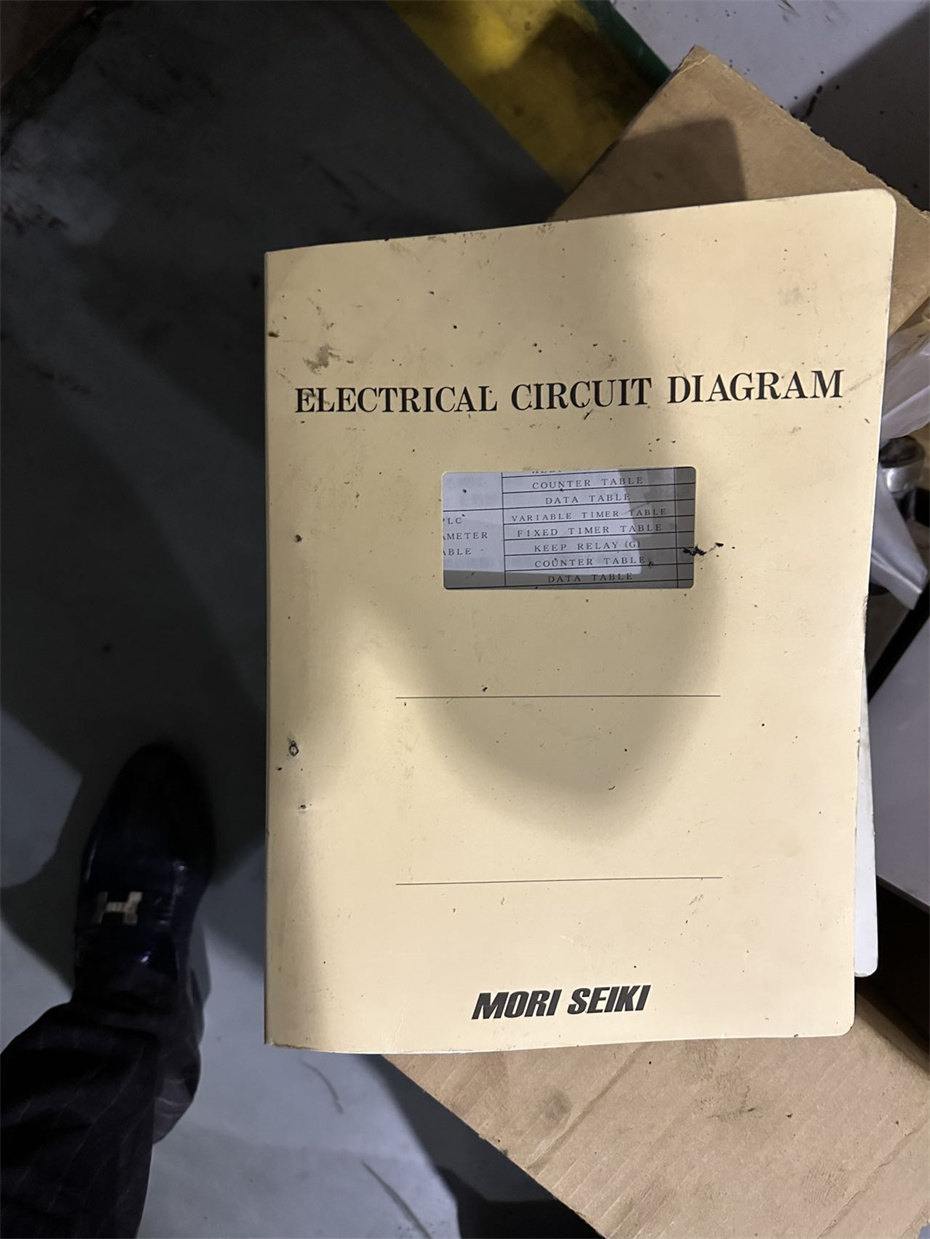 ELECTRICAL CIRCUIT DIAGRAM
COUNTER TABLE
DATA TABLE
VARIABLE TIMER TABLE
FIXED TIMER TABLE
KEEP RELAY (G)
COUNTER TABLE
DATA TABLE
MORI SEIKI